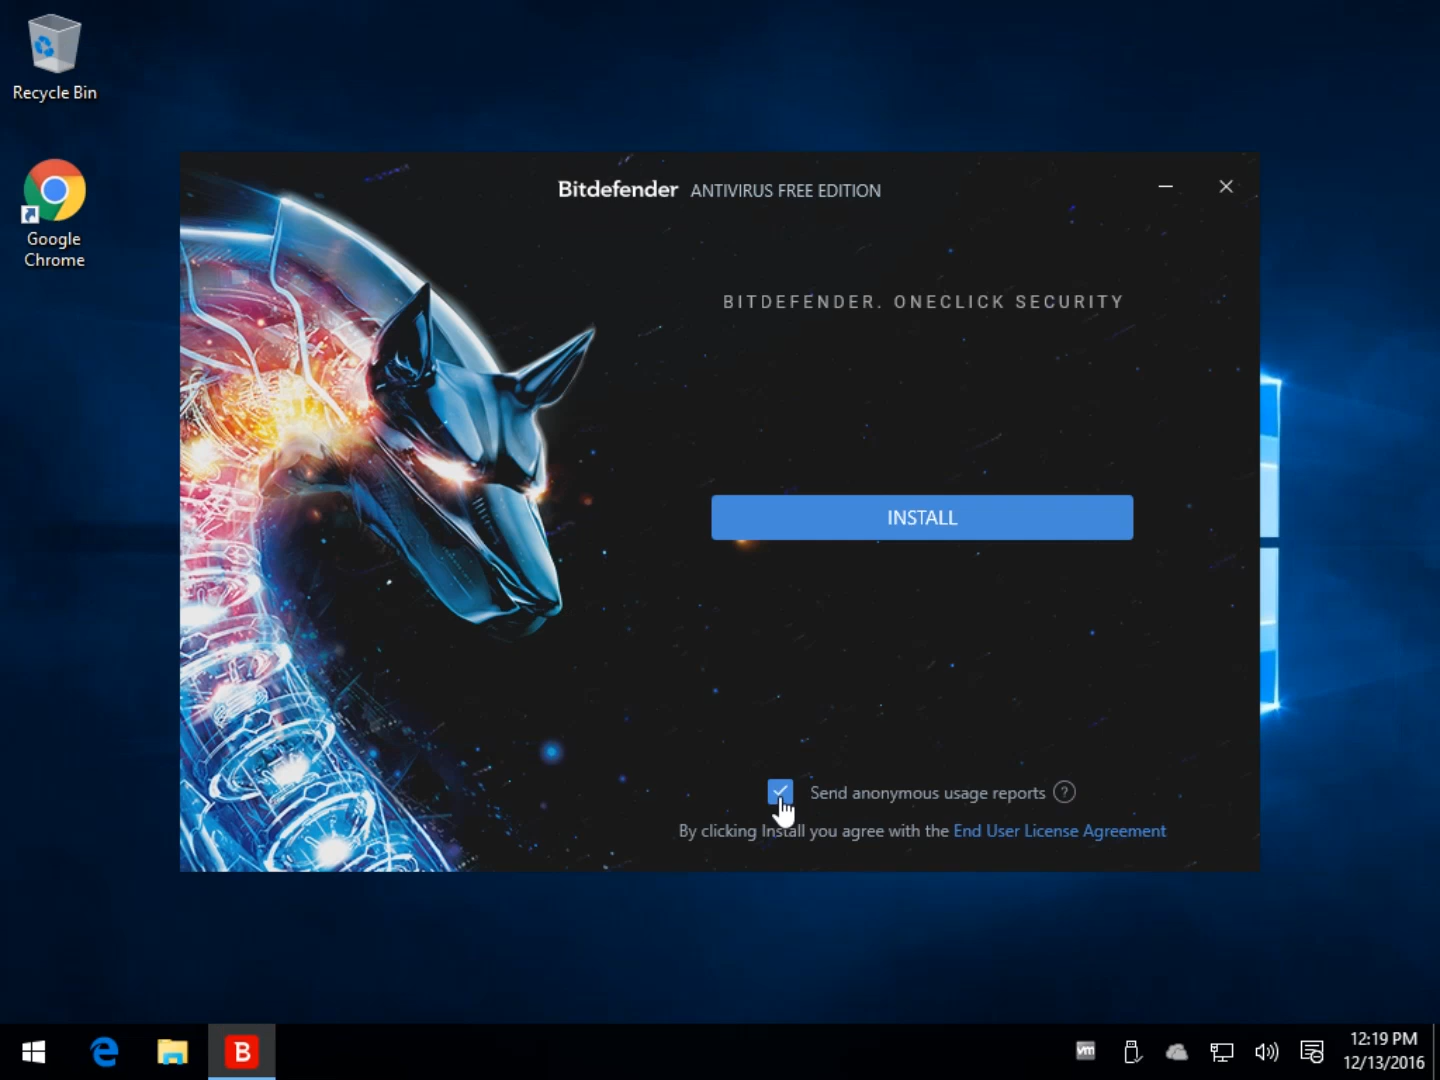 Recycle Bin
Google
Chrome
Bitdefender ANTIVIRUS FREE EDITION
BITDEFENDER. ONECLICK SECURITY
INSTALL
Send anonymous usage reports ?
By clicking Install you agree with the End User License Agreement
B
vm
12:19 PM
12/13/2016